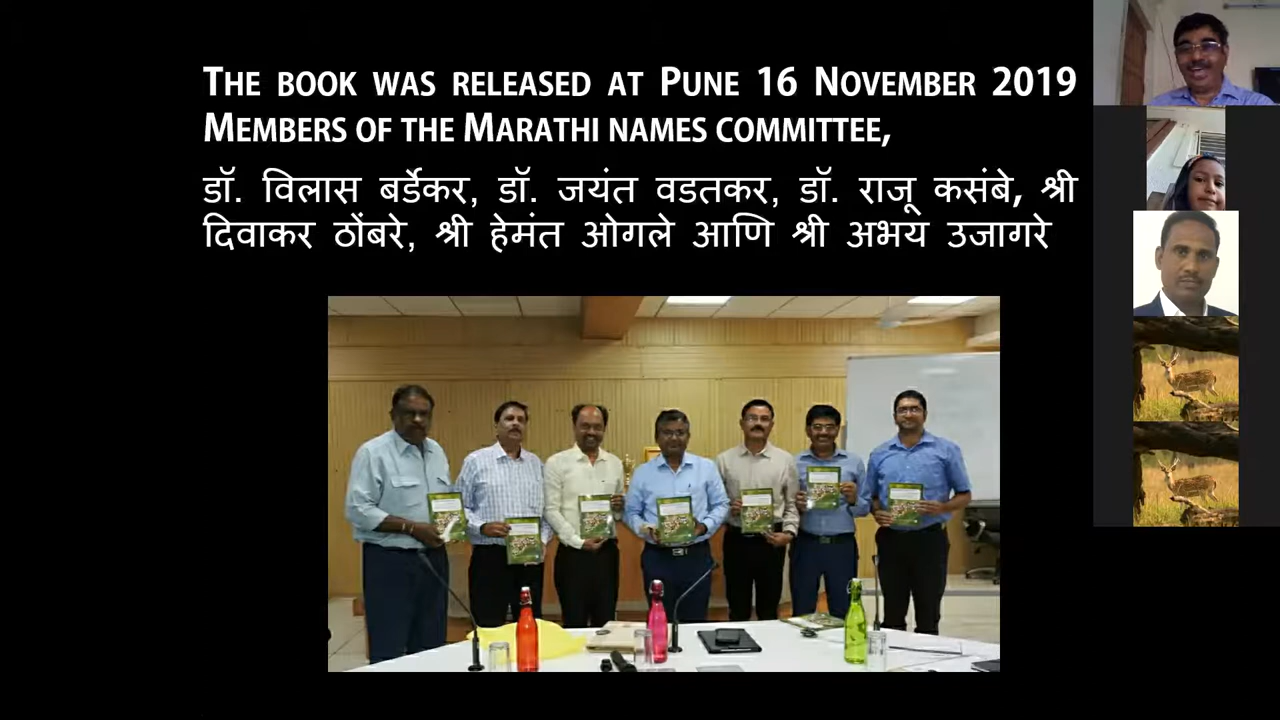 THE BOOK WAS RELEASED AT PUNE 16 NOVEMBER 2019
MEMBERS OF THE MARATHI NAMES COMMITTEE,
डॉ. विलास बर्डेकर, डॉ. जयंत वडतकर, डॉ. राजू कसंबे, श्री
दिवाकर ठोंबरे, श्री हेमंत ओगले आणि श्री अभय उजागरे